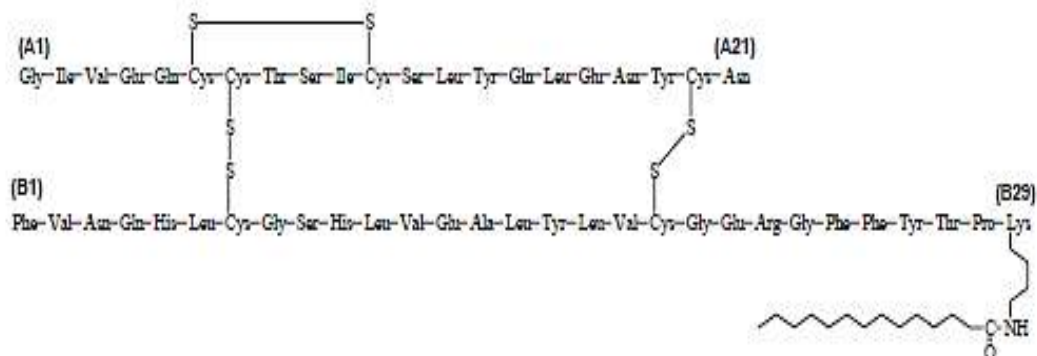 S S
(A1) (A21)
Gly-Ile-Val-Glu-Gln-Cys-Cys-Thr-Ser-Ile-Cys-Ser-Leu-Tyr-Gln-Leu-Glu-Asn-Tyr-Cys-Asn
S S
S S
(B1) (B29)
Phe-Val-Asn-Gln-His-Leu-Cys-Gly-Ser-His-Leu-Val-Glu-Ala-Leu-Tyr-Leu-Val-Cys-Gly-Glu-Arg-Gly-Phe-Phe-Tyr-Thr-Pro-Lys
C NH
O